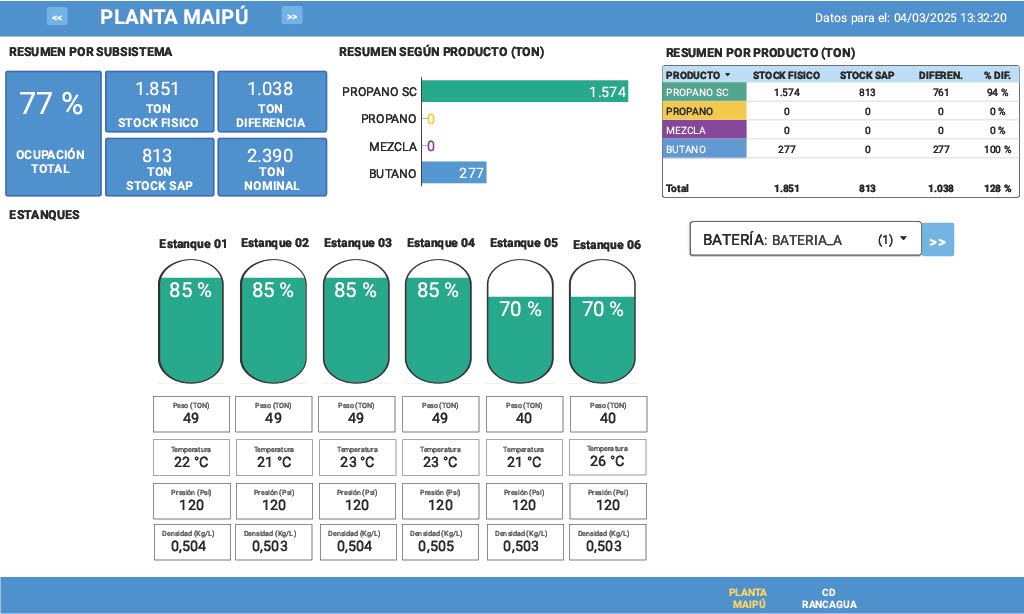 << PLANTA MAIPÚ >> Datos para el: 04/03/2025 13:32:20
RESUMEN POR SUBSISTEMA
77 %
OCUPACIÓN
TOTAL
1.851
TON
STOCK FISICO
1.038
TON
DIFERENCIA
813
TON
STOCK SAP
2.390
TON
NOMINAL
RESUMEN SEGÚN PRODUCTO (TON)
PROPANO SC 1.574
PROPANO 0
MEZCLA 0
BUTANO 277
RESUMEN POR PRODUCTO (TON)
PRODUCTO STOCK FISICO STOCK SAP DIFEREN. % DIF.
PROPANO SC 1.574 813 761 94 %
PROPANO 0 0 0 0 %
MEZCLA 0 0 0 0 %
BUTANO 277 0 277 100 %
Total 1.851 813 1.038 128 %
BATERÍA: BATERIA_A (1) >>
ESTANQUES
Estanque 01 Estanque 02 Estanque 03 Estanque 04 Estanque 05 Estanque 06
85 % 85 % 85 % 85 % 70 % 70 %
Peso (TON) Peso (TON) Peso (TON) Peso (TON) Peso (TON) Peso (TON)
49 49 49 49 40 40
Temperatura Temperatura Temperatura Temperatura Temperatura Temperatura
22 °C 21 °C 23 °C 23 °C 21 °C 26 °C
Presión (Psi) Presión (Psi) Presión (Psi) Presión (Psi) Presión (Psi) Presión (Psi)
120 120 120 120 120 120
Densidad (Kg/L) Densidad (Kg/L) Densidad (Kg/L) Densidad (Kg/L) Densidad (Kg/L) Densidad (Kg/L)
0,504 0,503 0,504 0,505 0,503 0,503
PLANTA
MAIPÚ
CD
RANCAGUA